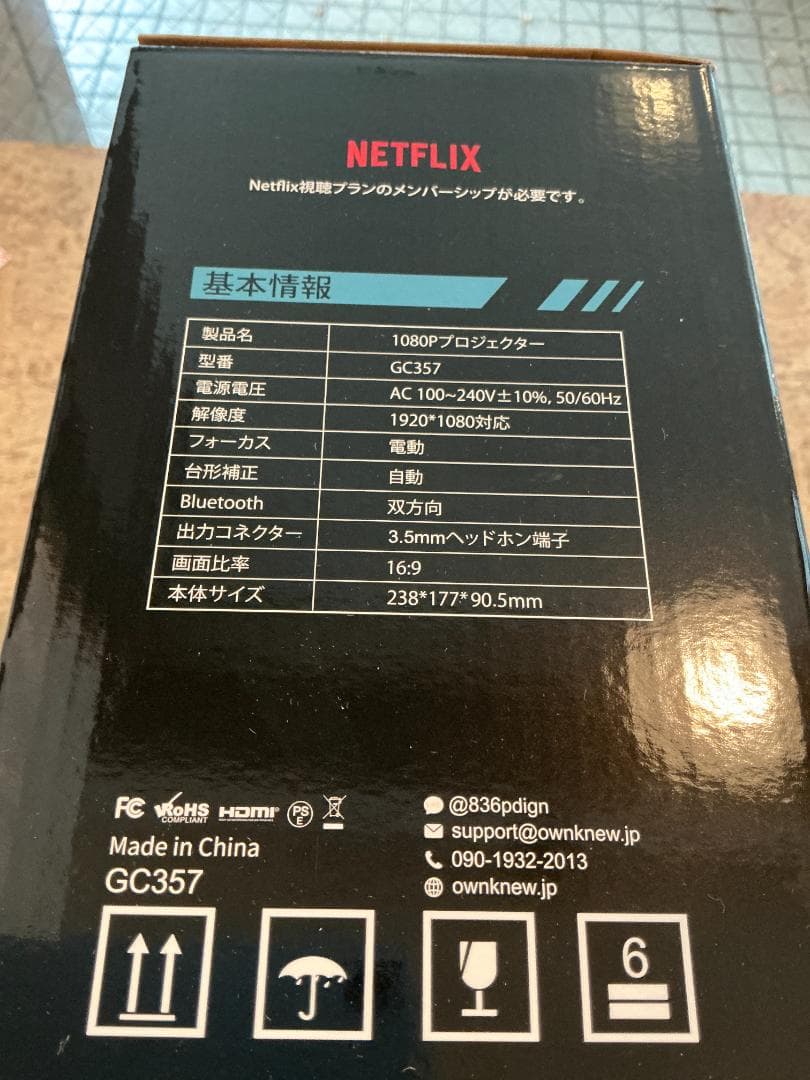 NETFLIX
Netflix視聴プランのメンバーシップが必要です。
基本情報
製品名 1080Pプロジェクター
型番 GC357
電源電圧 AC 100~240V±10%, 50/60Hz
解像度 1920*1080対応
フォーカス 電動
台形補正 自動
Bluetooth 双方向
出力コネクター 3.5mmヘッドホン端子
画面比率 16:9
本体サイズ 238*177*90.5mm
FC RoHS COMPLIANT HDMI PSE
Made in China
GC357
@836pdign
support@ownknew.jp
090-1932-2013
ownknew.jp
6